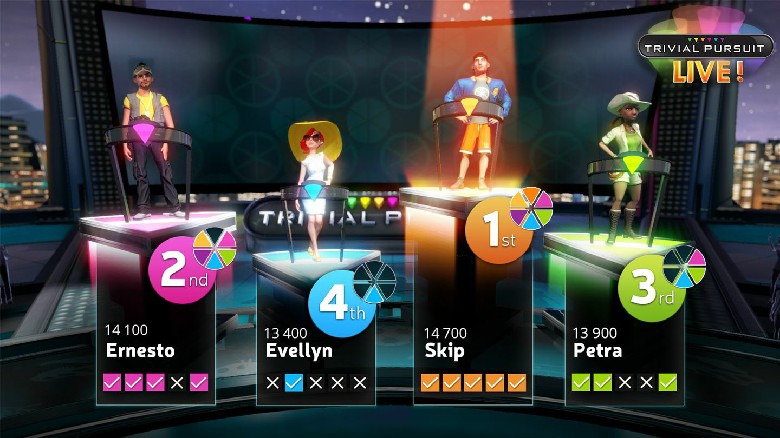 TRIVIAL PURSUIT
LIVE!
TRIVIAL P
2nd
4th
1st
3rd
14 100
Ernesto
13 400
Evellyn
14 700
Skip
13 900
Petra